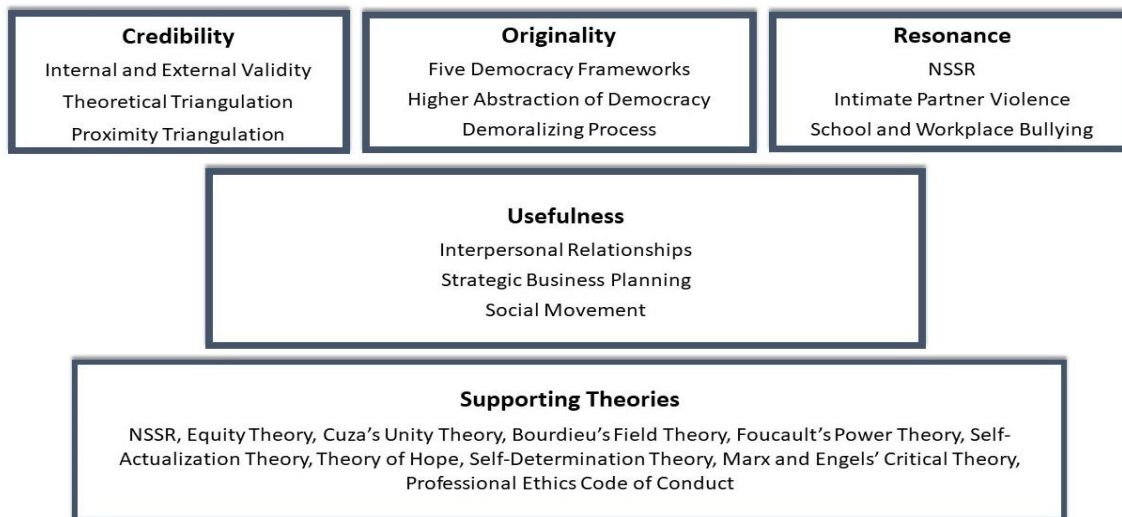 Credibility
Internal and External Validity
Theoretical Triangulation
Proximity Triangulation
Originality
Five Democracy Frameworks
Higher Abstraction of Democracy
Demoralizing Process
Resonance
NSSR
Intimate Partner Violence
School and Workplace Bullying
Usefulness
Interpersonal Relationships
Strategic Business Planning
Social Movement
Supporting Theories
NSSR, Equity Theory, Cuza’s Unity Theory, Bourdieu’s Field Theory, Foucault’s Power Theory, Self-
Actualization Theory, Theory of Hope, Self-Determination Theory, Marx and Engels’ Critical Theory,
Professional Ethics Code of Conduct